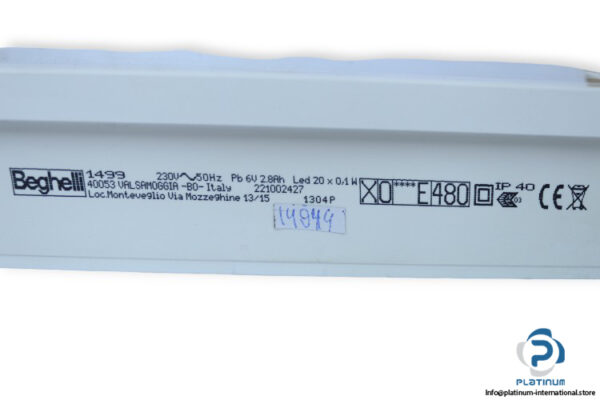 Beghelli
1499 230V~50Hz Pb 6V 2.8Ah Led 20 x 0.1 W
40053 VALSAMOGGIA -BO- Italy 221002427
Loc.Monteveglio Via Mozzeghine 13/15 1304P
X0****E480
IP 40
CE
PLATINUM
Info@platinum-international.store